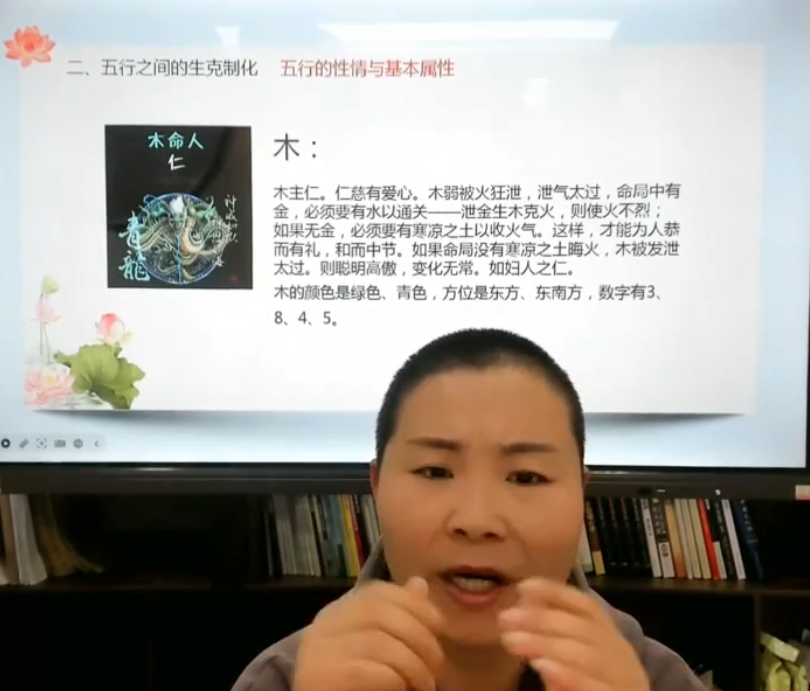 二、五行之间的生克制化 五行的性情与基本属性
木命人
仁
青龍
木：
木主仁。仁慈有爱心。木弱被火狂泄，泄气太过，命局中有
金，必须要有水以通关——泄金生木克火，则使火不烈；
如果无金，必须要有寒凉之土以收火气。这样，才能为人恭
而有礼，和而中节。如果命局没有寒凉之土晦火，木被发泄
太过。则聪明高傲，变化无常。如妇人之仁。
木的颜色是绿色、青色，方位是东方、东南方，数字有3、
8、4、5。